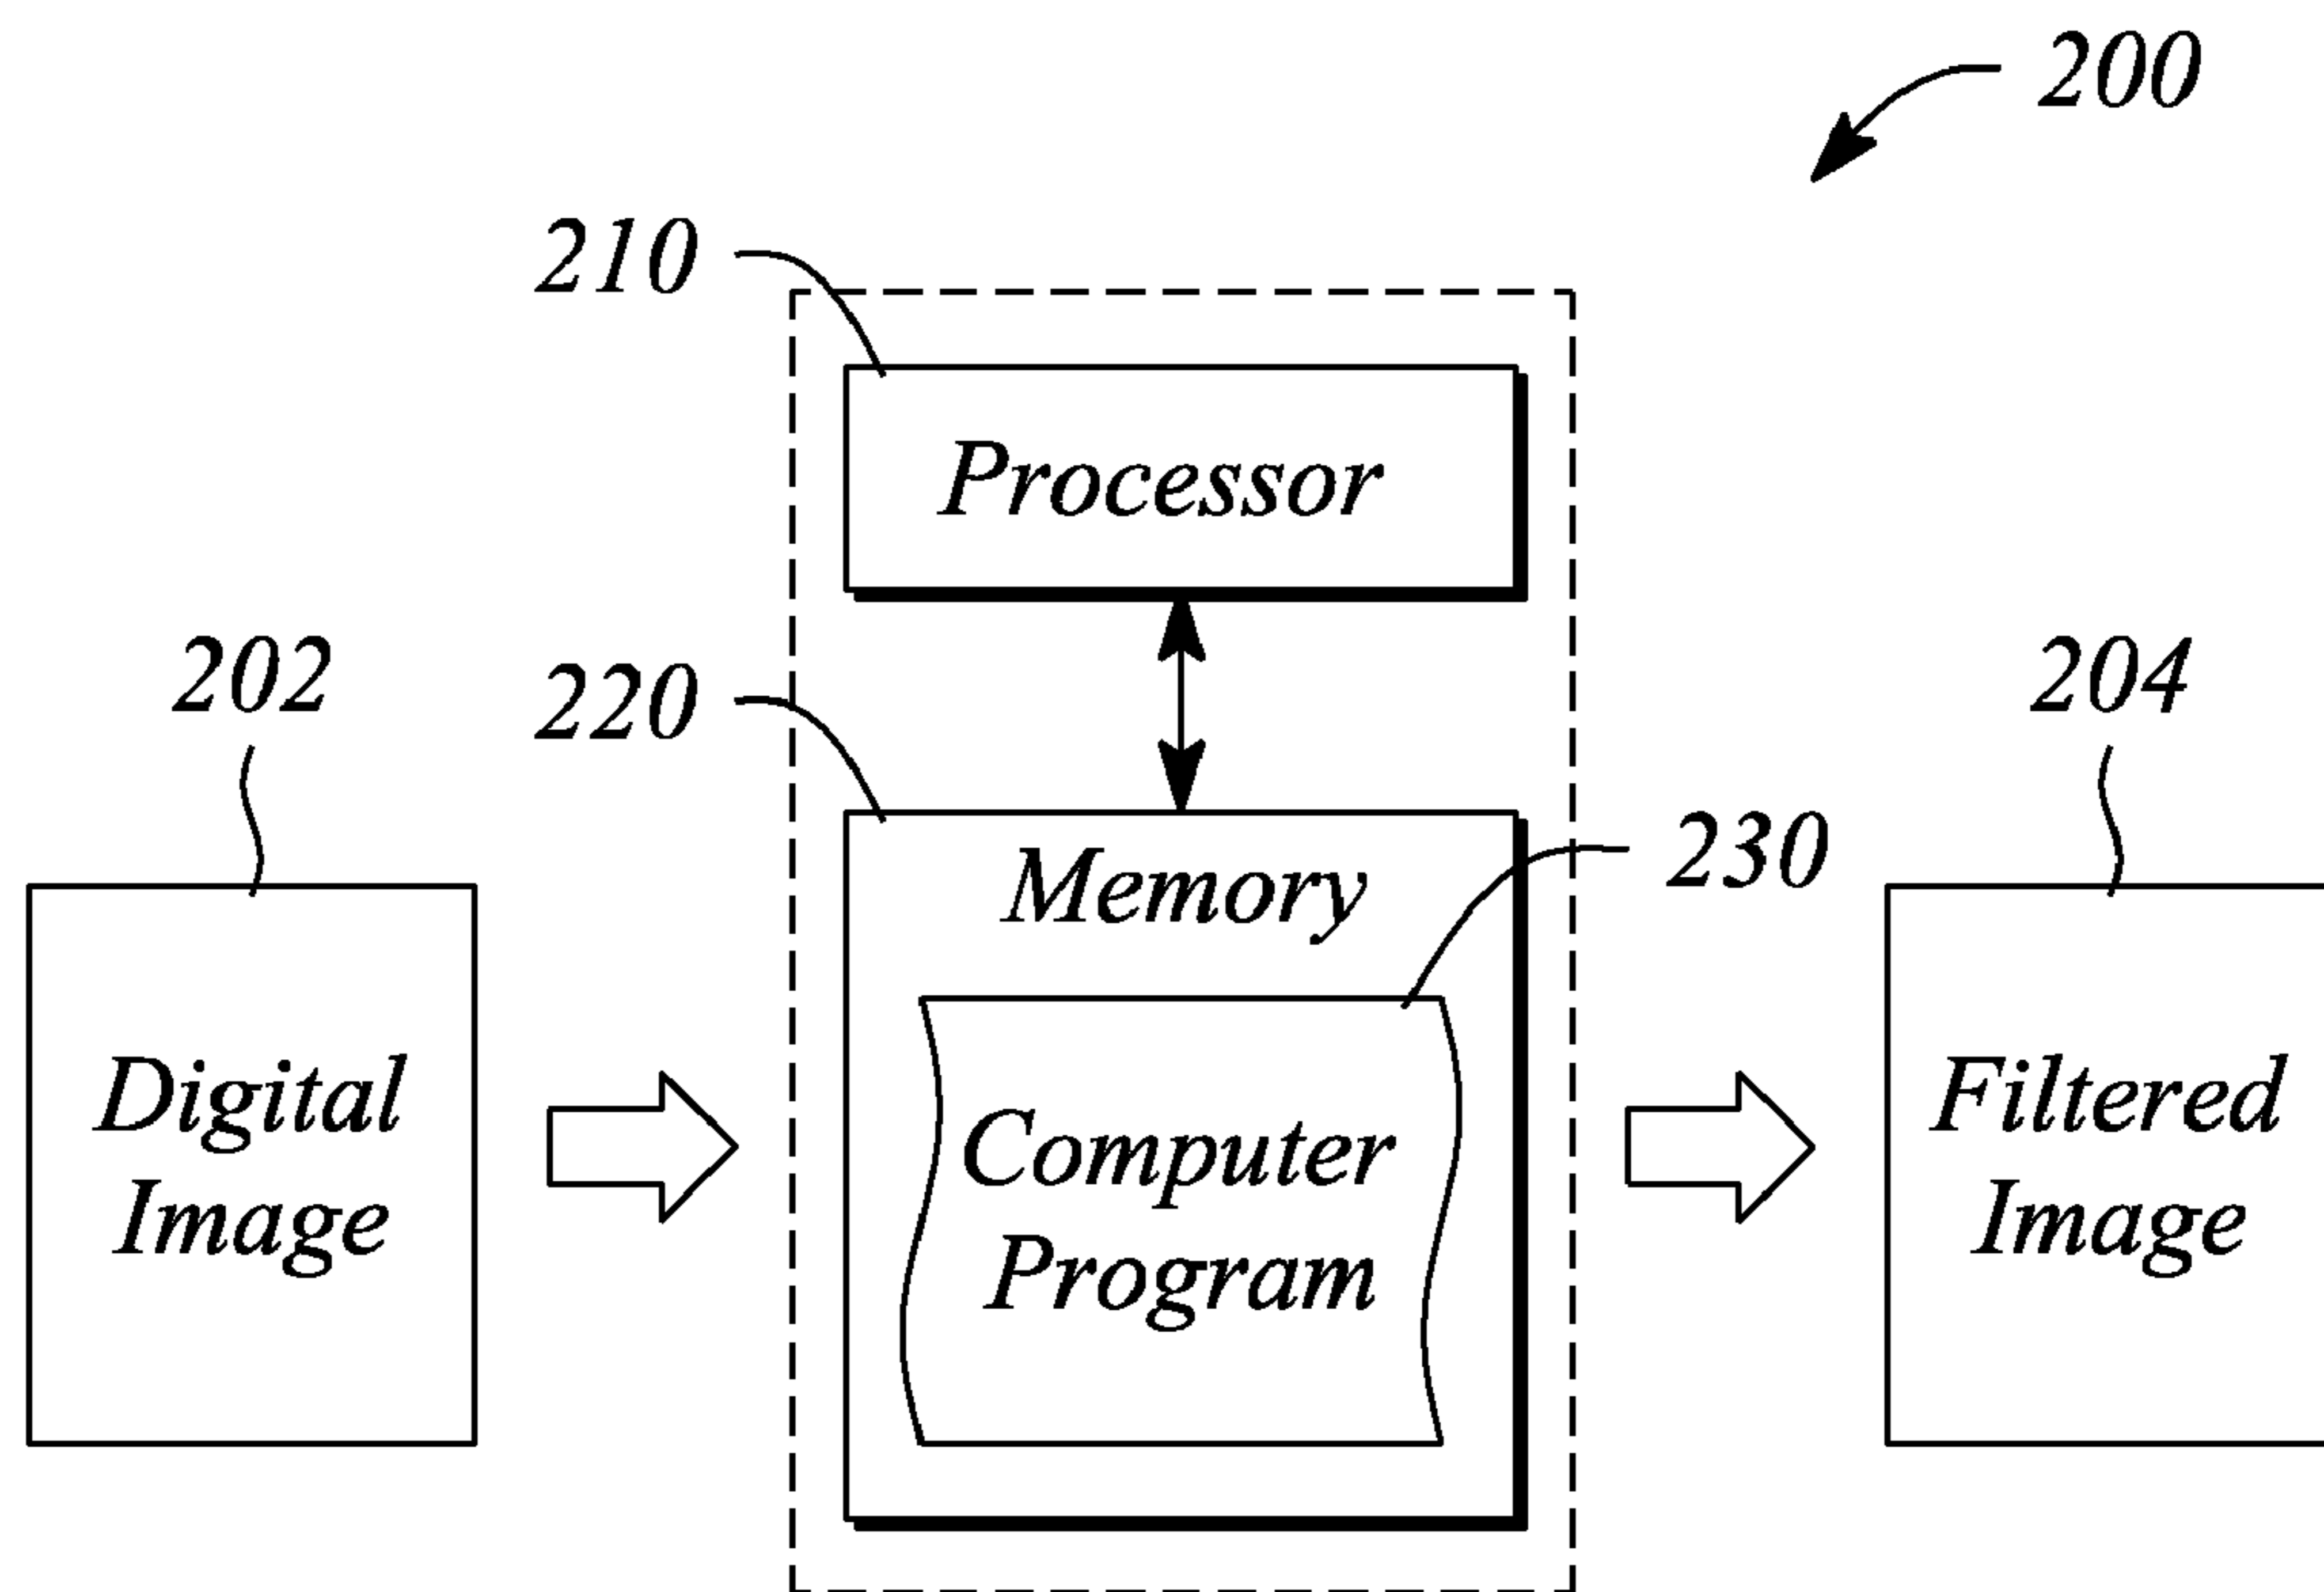 200
210
Processor
202
220
204
230
Memory
Digital
Image
Computer
Program
Filtered
Image